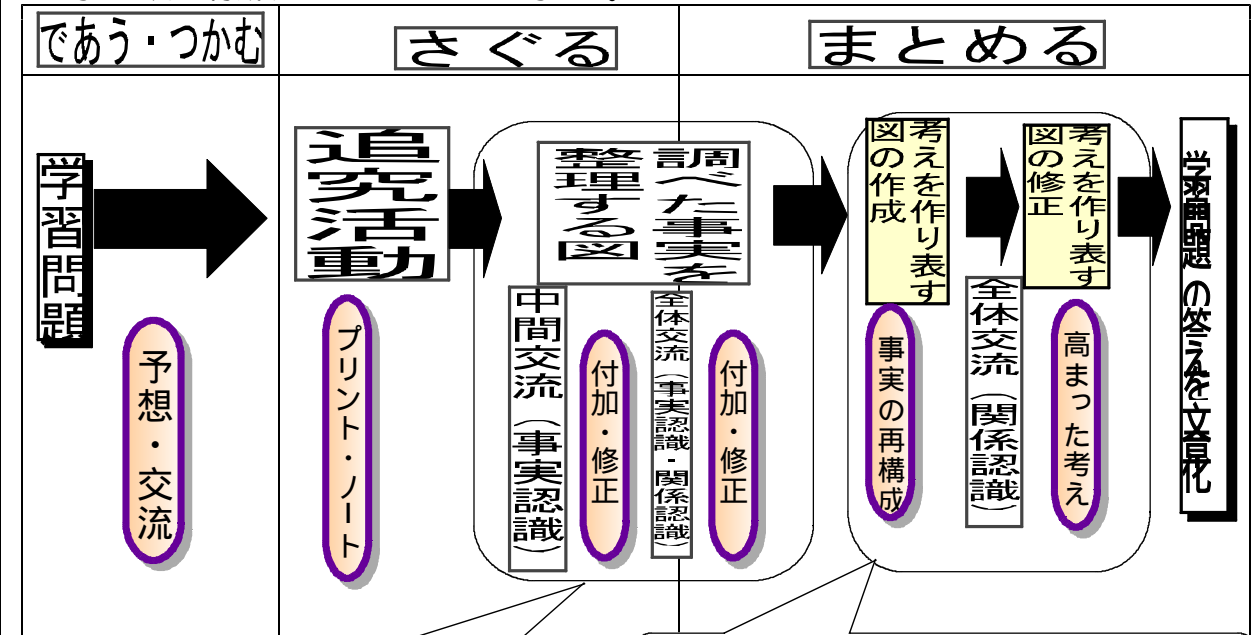 であう・つかむ
さぐる
まとめる
学習問題
予想・交流
追究活動
プリント・ノート
調べた事実を
整理する図
中間交流（事実認識）
付加・修正
全体交流（事実認識・関係認識）
付加・修正
考えを作り表す
図の作成
事実の再構成
全体交流（関係認識）
考えを作り表す
図の修正
高まった考え
学習問題の答えを文章化